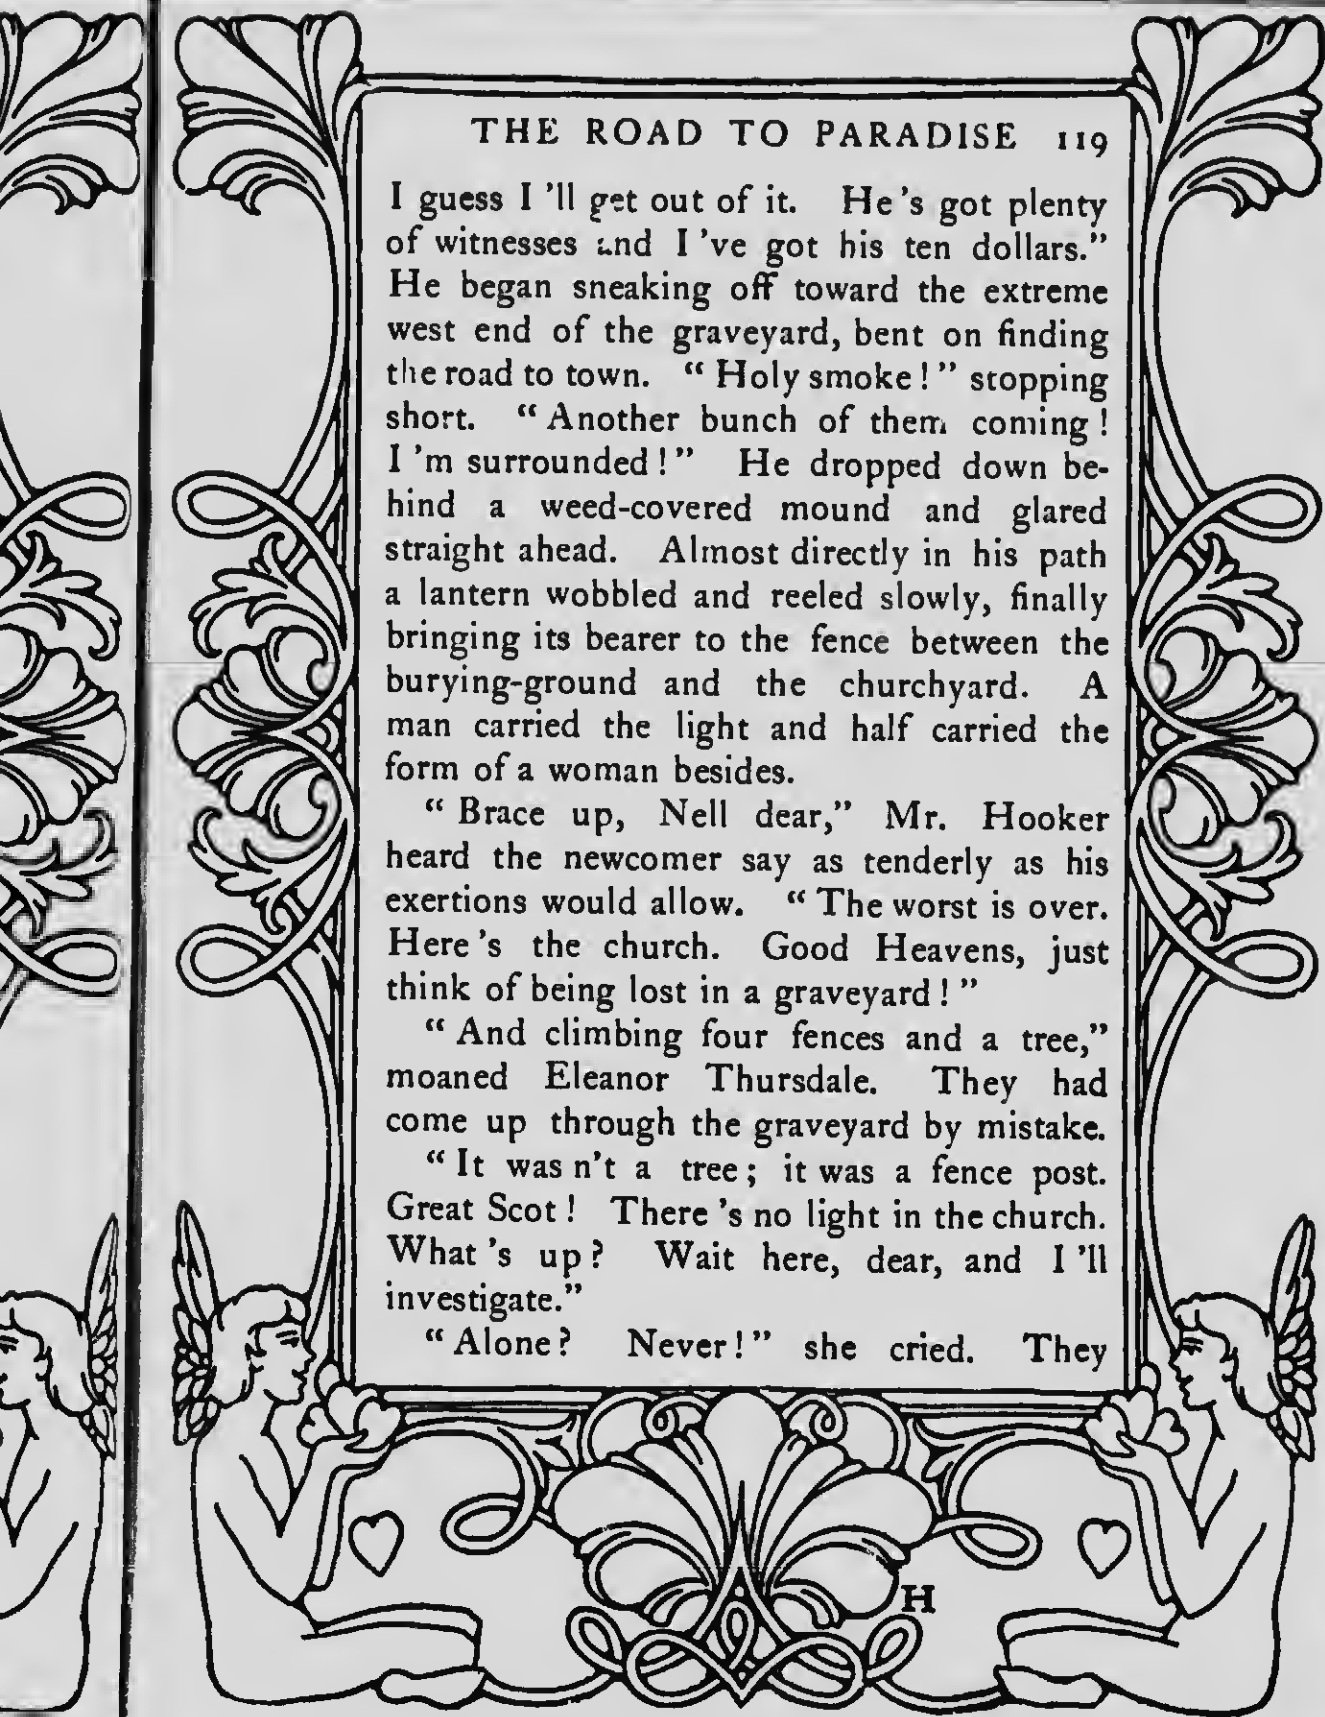 THE ROAD TO PARADISE 119
I guess I 'll get out of it. He 's got plenty
of witnesses and I 've got his ten dollars."
He began sneaking off toward the extreme
west end of the graveyard, bent on finding
the road to town. "Holy smoke!" stopping
short. "Another bunch of them coming!
I 'm surrounded!" He dropped down be-
hind a weed-covered mound and glared
straight ahead. Almost directly in his path
a lantern wobbled and reeled slowly, finally
bringing its bearer to the fence between the
burying-ground and the churchyard. A
man carried the light and half carried the
form of a woman besides.
"Brace up, Nell dear," Mr. Hooker
heard the newcomer say as tenderly as his
exertions would allow. "The worst is over.
Here 's the church. Good Heavens, just
think of being lost in a graveyard!"
"And climbing four fences and a tree,"
moaned Eleanor Thursdale. They had
come up through the graveyard by mistake.
"It was n't a tree; it was a fence post.
Great Scot! There 's no light in the church.
What 's up? Wait here, dear, and I 'll
investigate."
"Alone? Never!" she cried. They
H